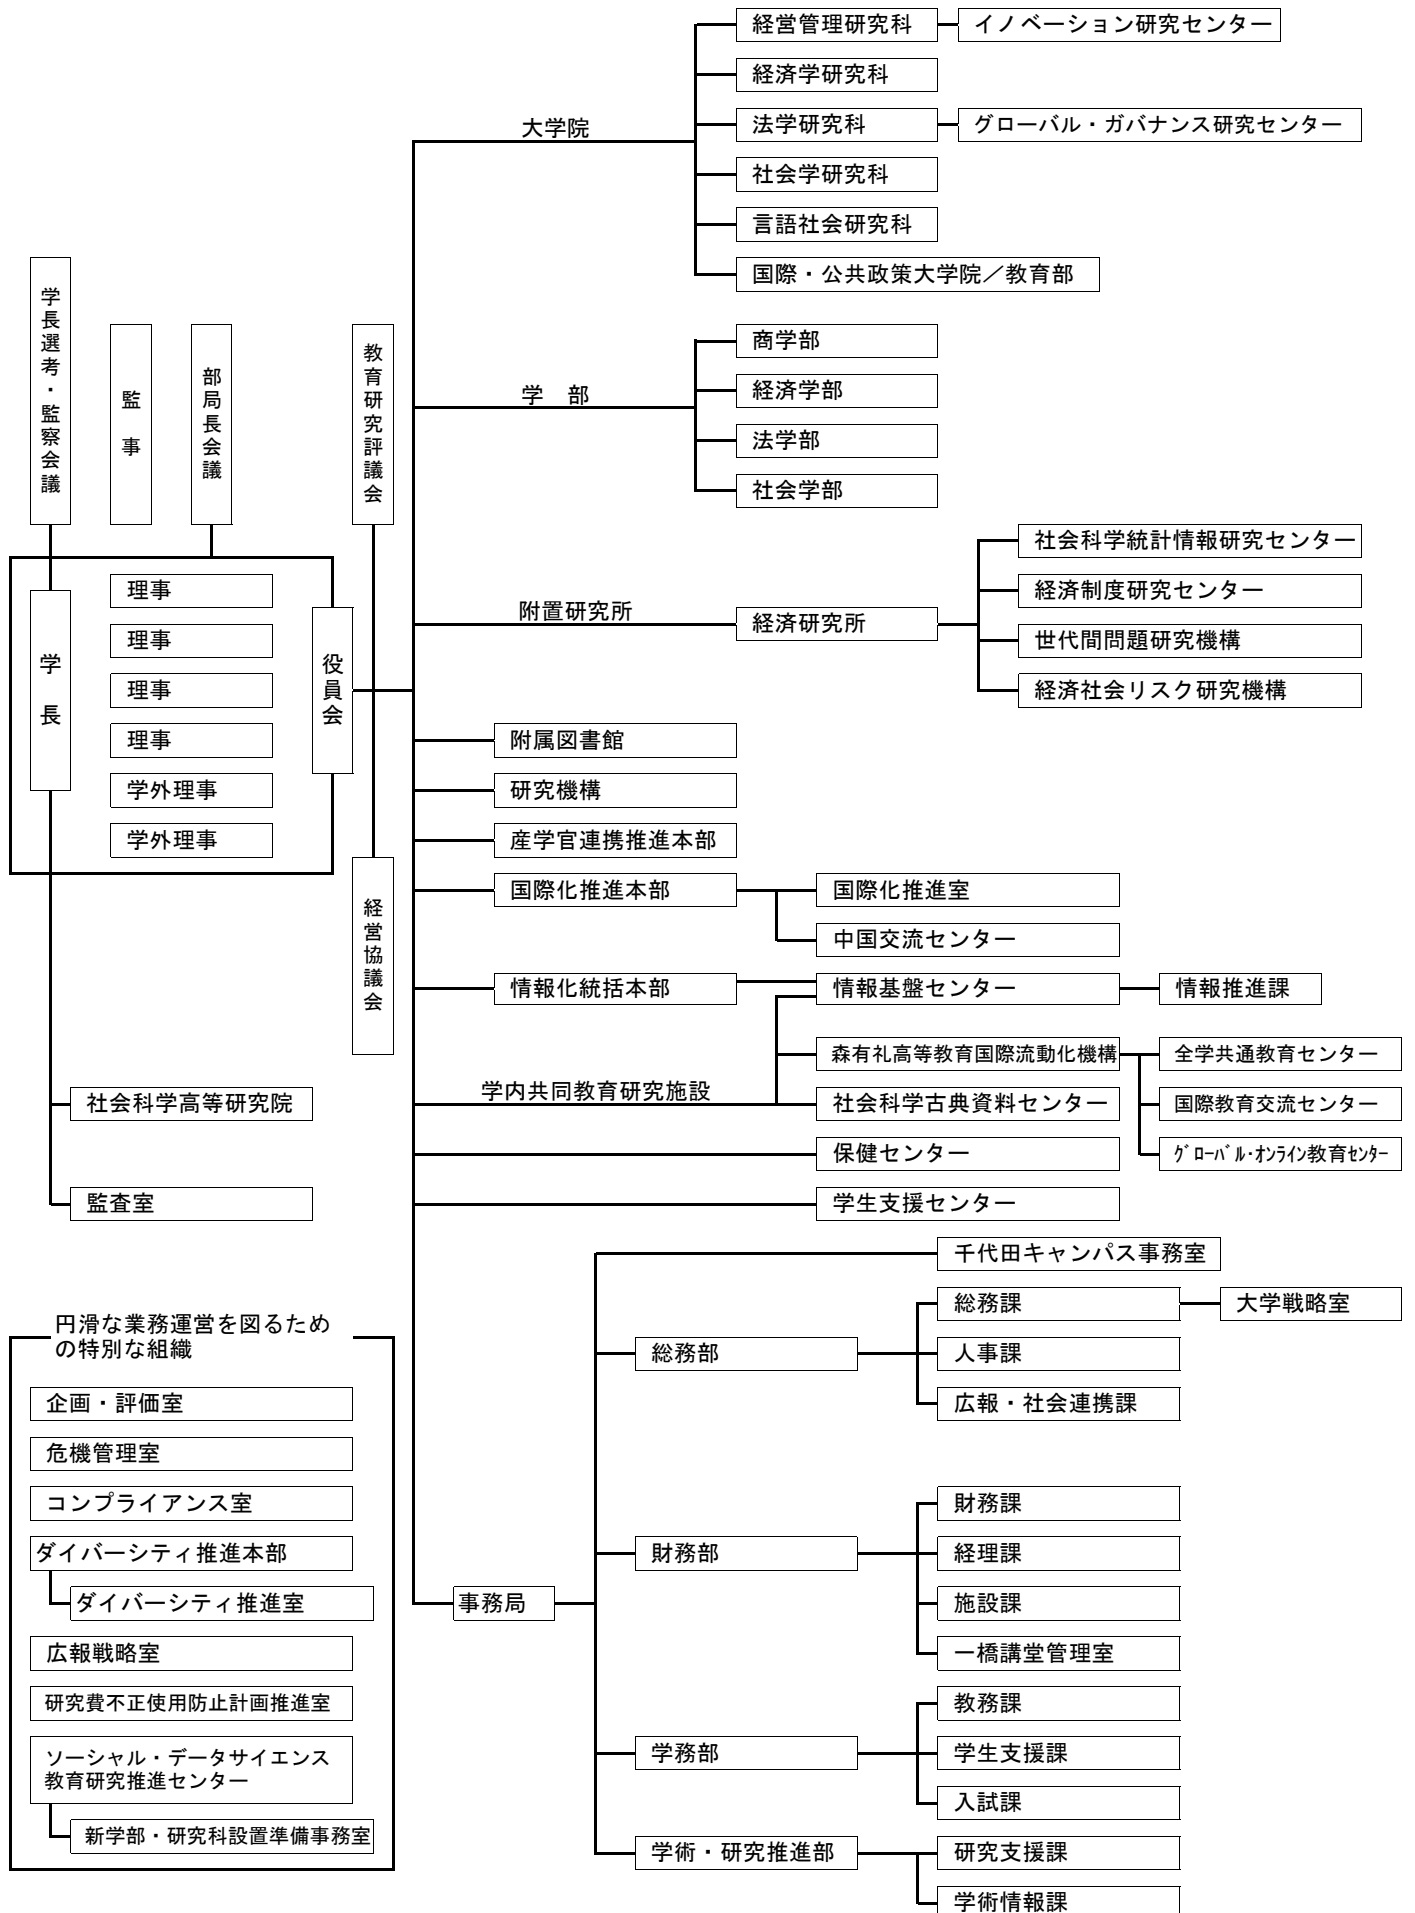 経営管理研究科
イノベーション研究センター
経済学研究科
大学院
法学研究科
グローバル・ガバナンス研究センター
社会学研究科
言語社会研究科
国際・公共政策大学院／教育部
学長選考・監察会議
監　事
部局長会議
教育研究評議会
商学部
学　部
経済学部
法学部
社会学部
学　長
理事
理事
理事
理事
学外理事
学外理事
役員会
経営協議会
附置研究所
経済研究所
社会科学統計情報研究センター
経済制度研究センター
世代間問題研究機構
経済社会リスク研究機構
附属図書館
研究機構
産学官連携推進本部
国際化推進本部
国際化推進室
中国交流センター
情報化統括本部
情報基盤センター
情報推進課
森有礼高等教育国際流動化機構
全学共通教育センター
学内共同教育研究施設
社会科学古典資料センター
国際教育交流センター
保健センター
ｸﾞﾛｰﾊﾞﾙ･ｵﾝﾗｲﾝ教育ｾﾝﾀｰ
学生支援センター
社会科学高等研究院
監査室
千代田キャンパス事務室
総務課
大学戦略室
総務部
人事課
広報・社会連携課
財務課
財務部
経理課
事務局
施設課
一橋講堂管理室
教務課
学務部
学生支援課
入試課
学術・研究推進部
研究支援課
学術情報課
円滑な業務運営を図るため
の特別な組織
企画・評価室
危機管理室
コンプライアンス室
ダイバーシティ推進本部
ダイバーシティ推進室
広報戦略室
研究費不正使用防止計画推進室
ソーシャル・データサイエンス
教育研究推進センター
新学部・研究科設置準備事務室